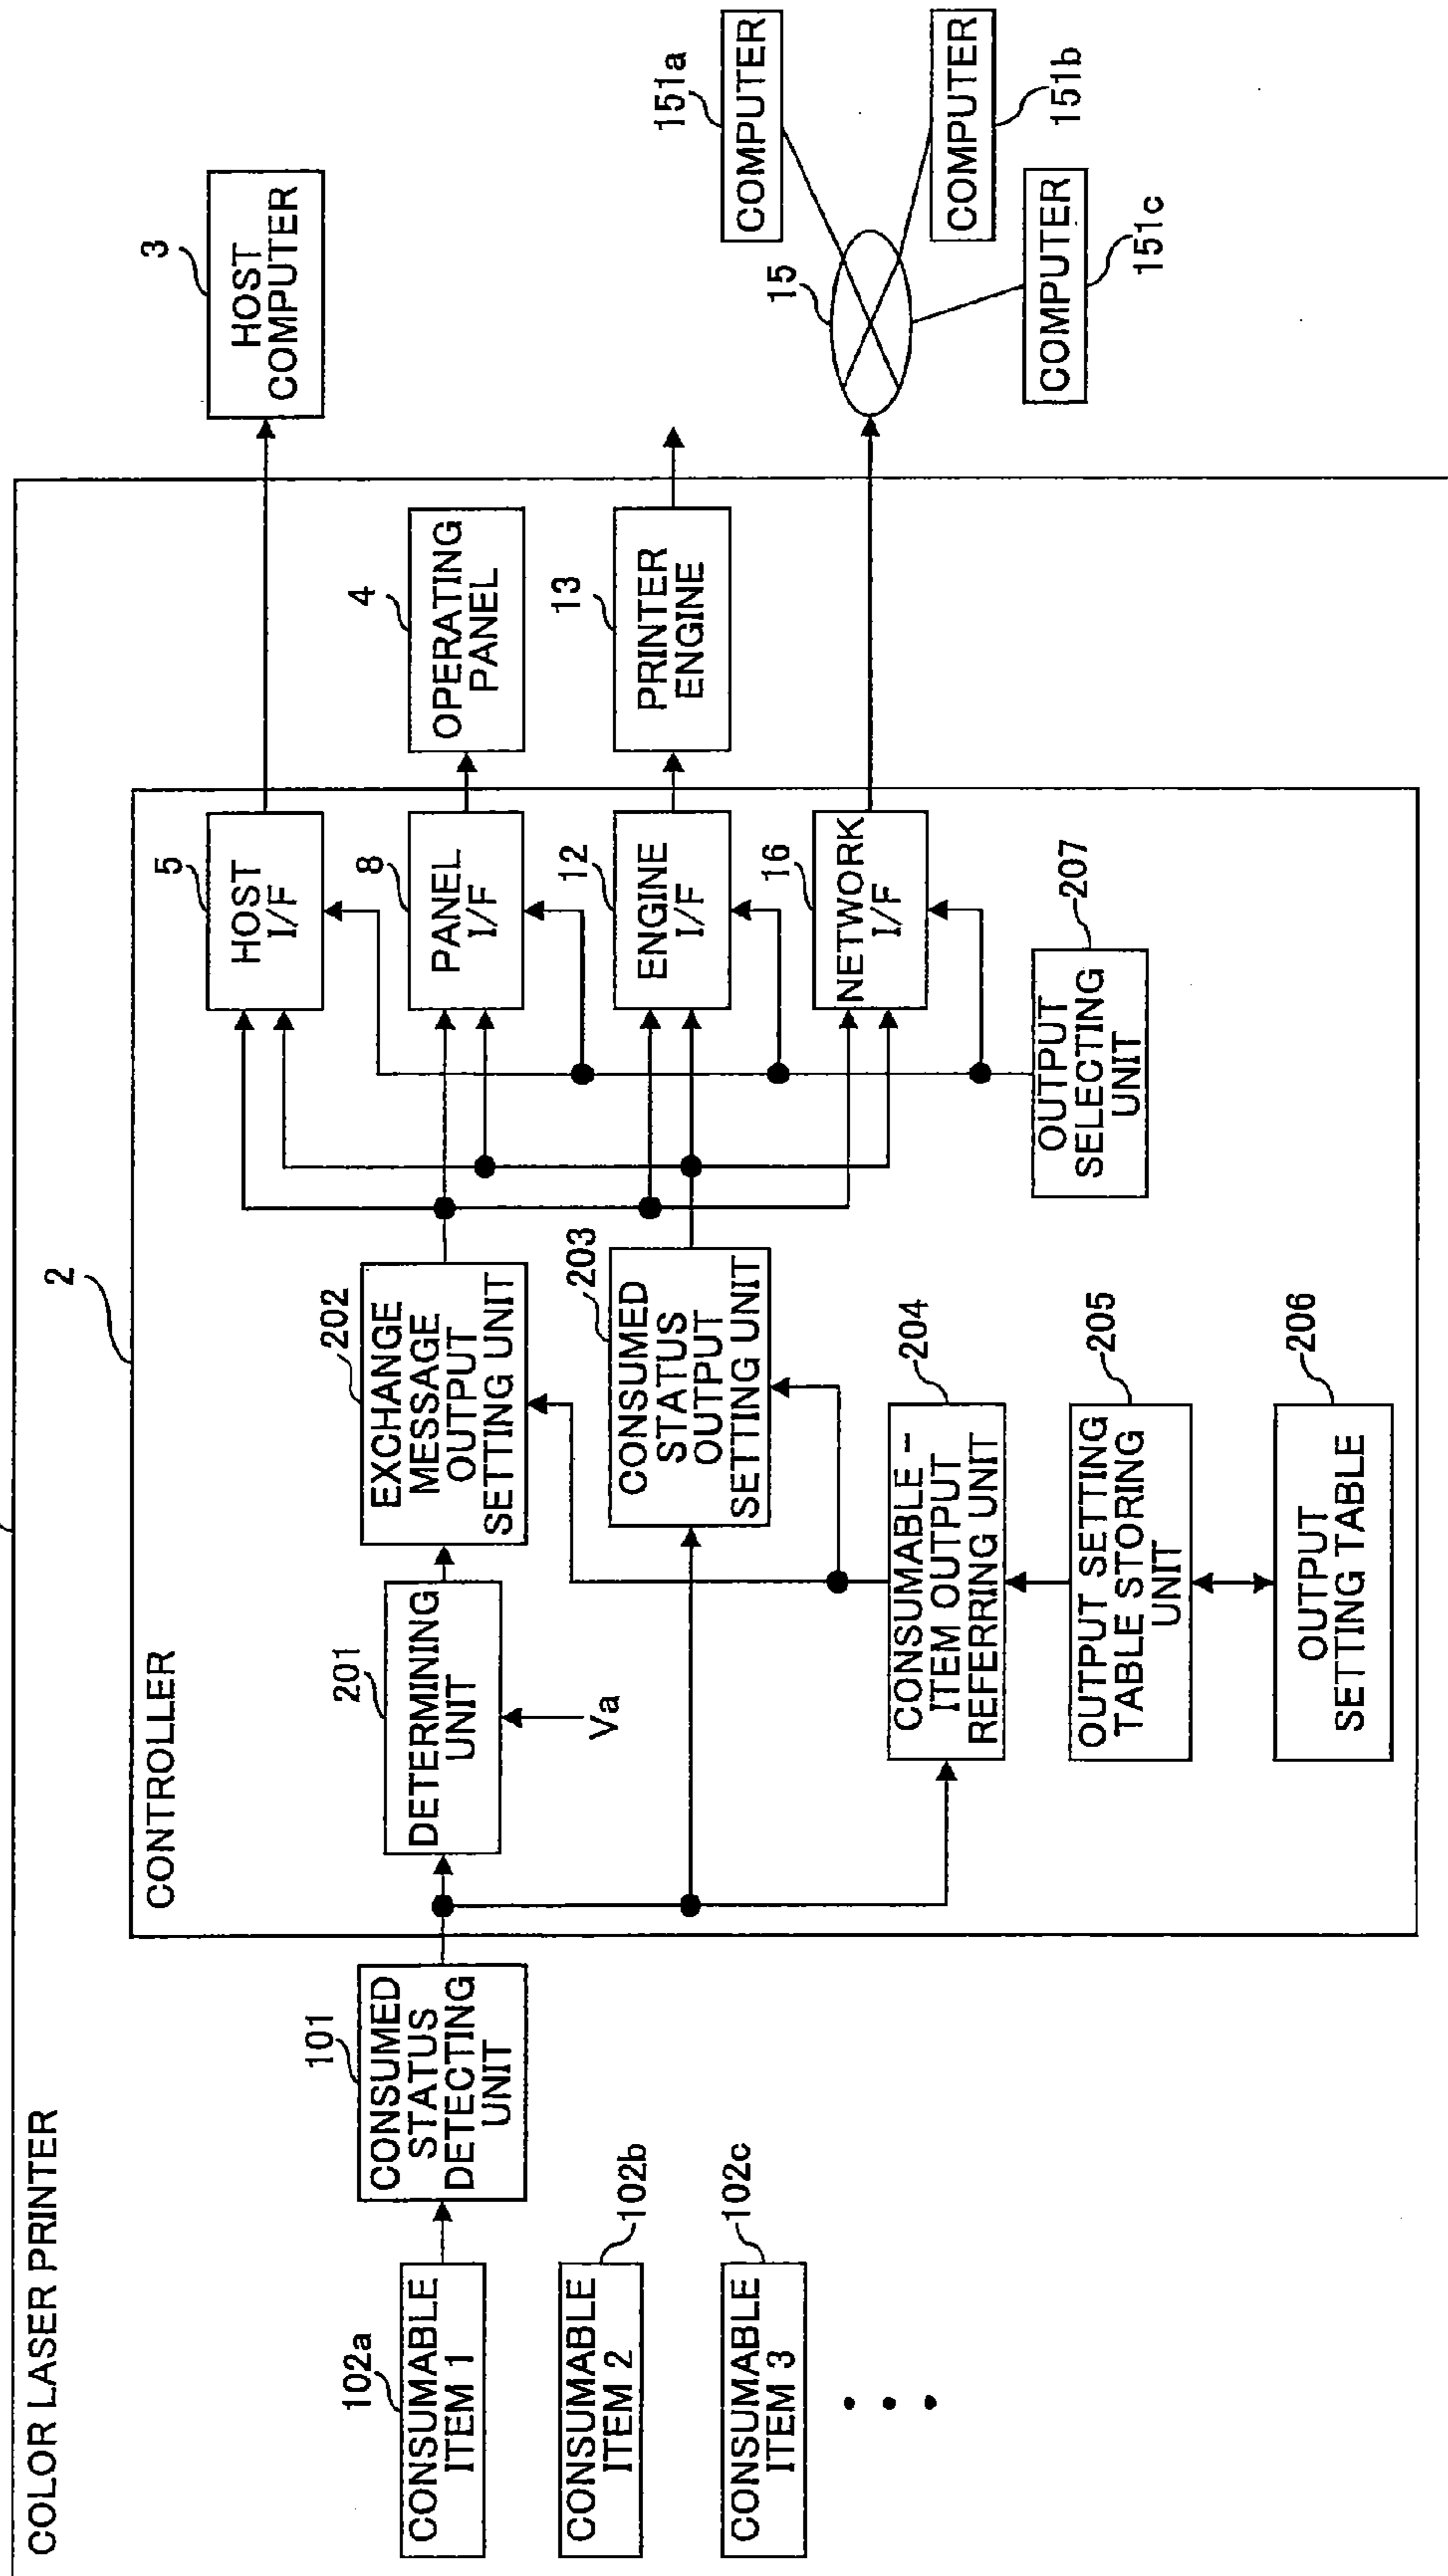 COLOR LASER PRINTER
2
CONTROLLER
102a
CONSUMABLE
ITEM 1
CONSUMABLE
ITEM 2
102b
CONSUMABLE
ITEM 3
102c
101
CONSUMED
STATUS
DETECTING
UNIT
201
DETERMINING
UNIT
Va
202
EXCHANGE
MESSAGE
OUTPUT
SETTING UNIT
203
CONSUMED
STATUS
OUTPUT
SETTING UNIT
204
CONSUMABLE-
ITEM OUTPUT
REFERRING UNIT
205
OUTPUT SETTING
TABLE STORING
UNIT
206
OUTPUT
SETTING TABLE
5
HOST
I/F
8
PANEL
I/F
12
ENGINE
I/F
16
NETWORK
I/F
207
OUTPUT
SELECTING
UNIT
4
OPERATING
PANEL
13
PRINTER
ENGINE
3
HOST
COMPUTER
15
151a
COMPUTER
COMPUTER
151b
COMPUTER
151c